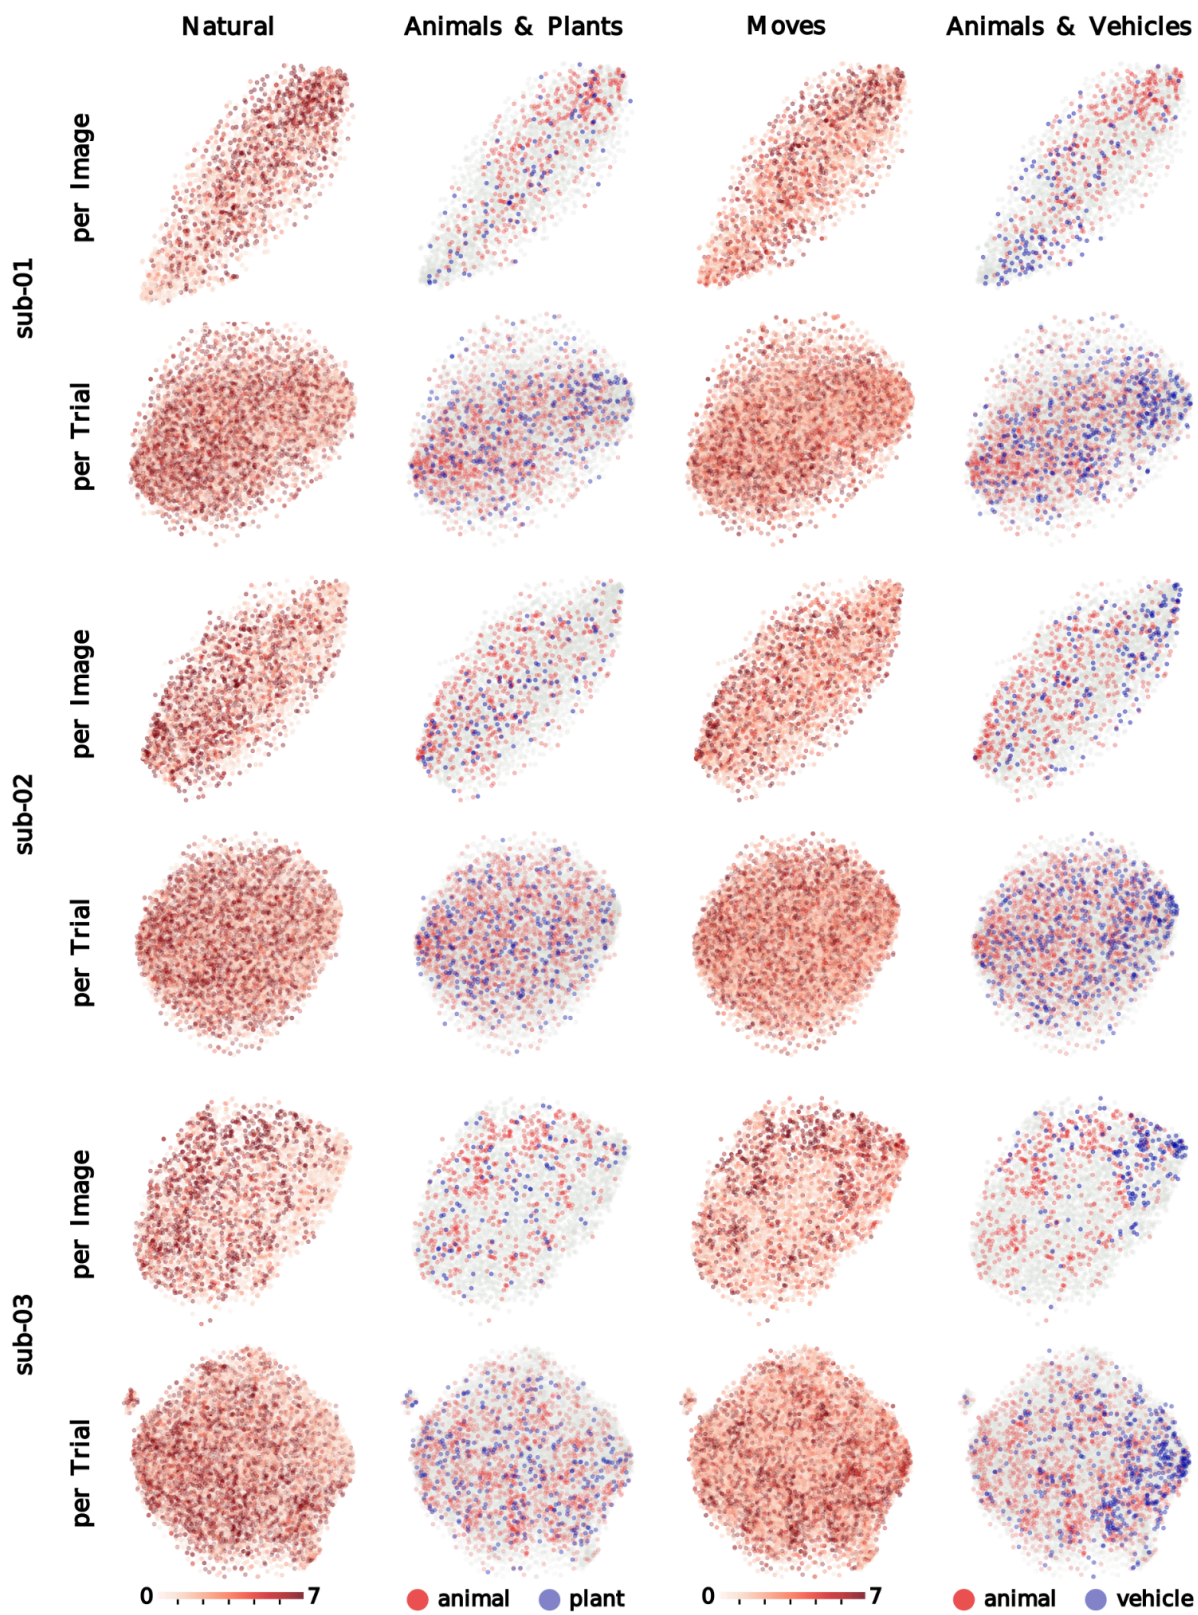 Natural
Animals & Plants
Moves
Animals & Vehicles
sub-01
per Image
per Trial
sub-02
per Image
per Trial
sub-03
per Image
per Trial
0 7
animal plant
0 7
animal vehicle